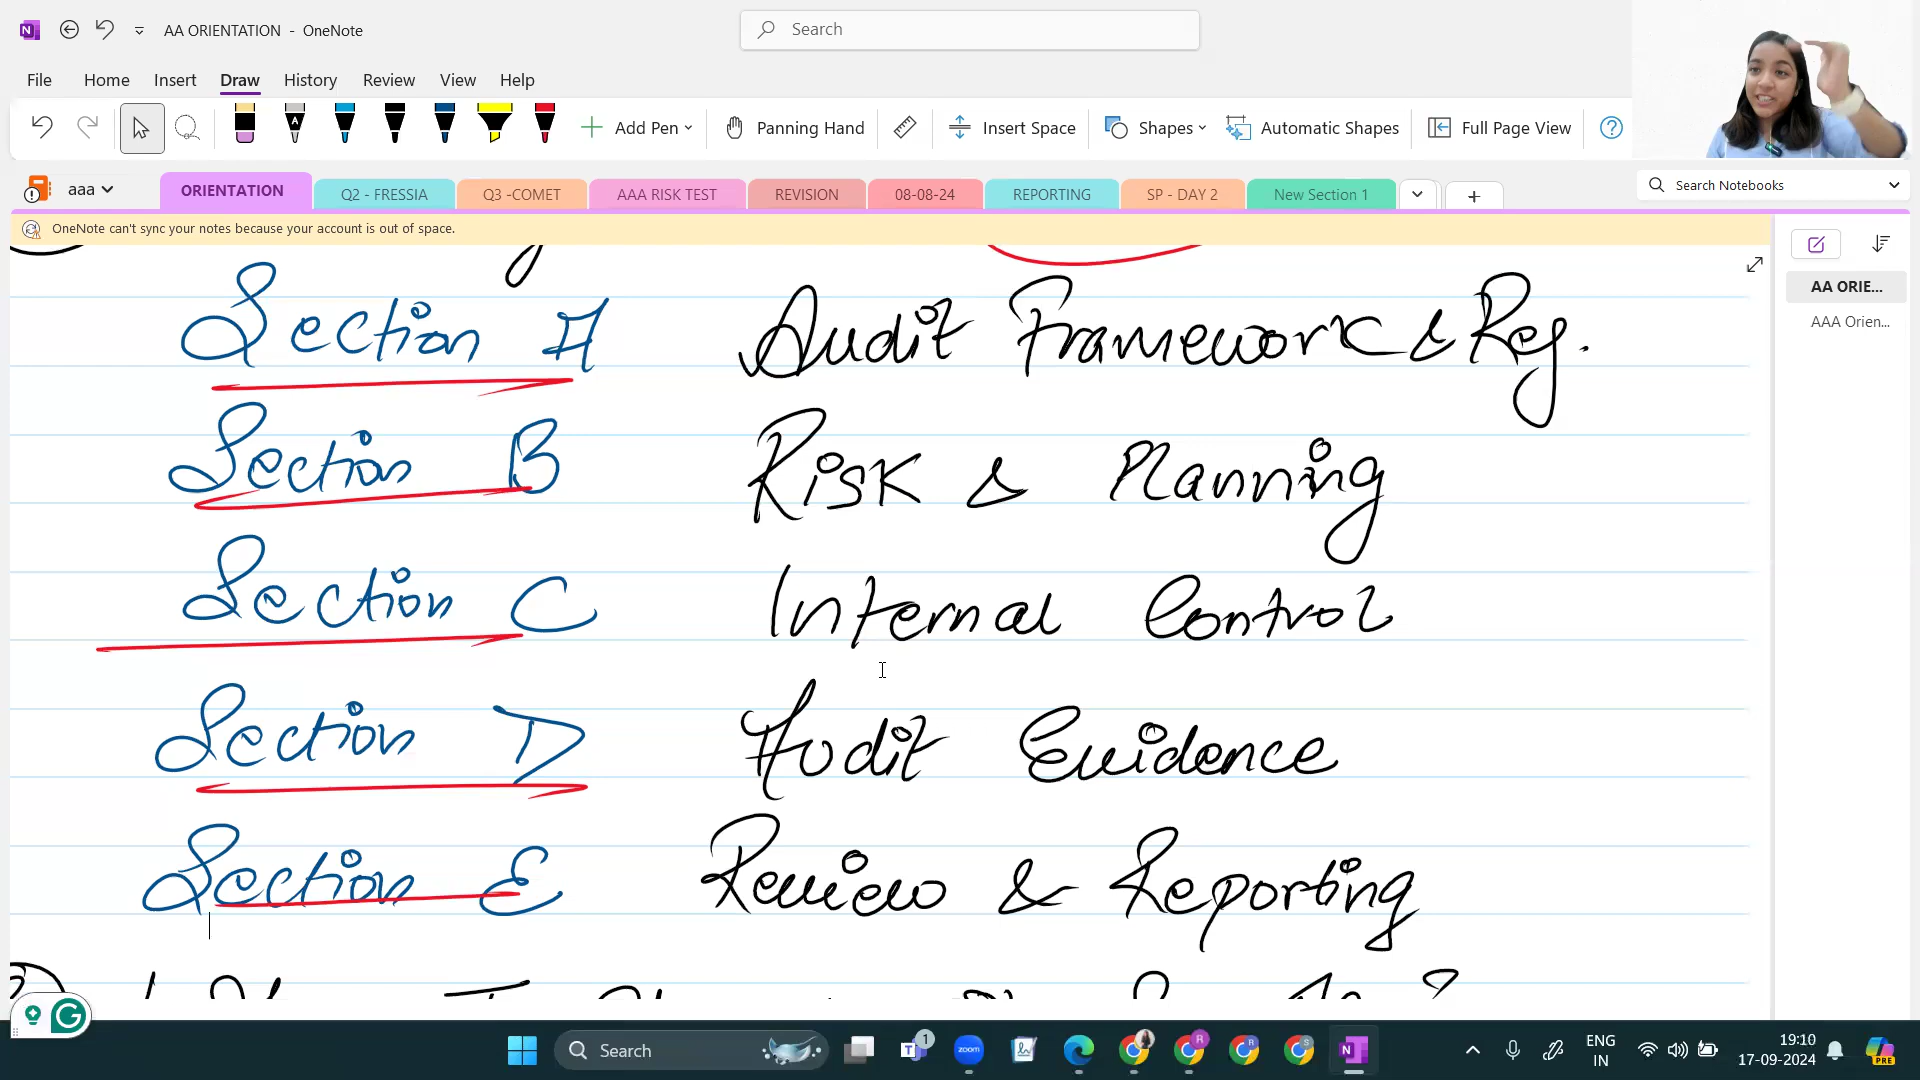 AA ORIENTATION - OneNote
Search
File Home Insert Draw History Review View Help
Add Pen Panning Hand Insert Space Shapes Automatic Shapes Full Page View
aaa ORIENTATION Q2 - FRESSIA Q3 -COMET AAA RISK TEST REVISION 08-08-24 REPORTING SP - DAY 2 New Section 1 Search Notebooks
OneNote can't sync your notes because your account is out of space.
AA ORIE...
AAA Orien...
Section A Audit Framework & Reg.
Section B Risk & Planning
Section C Internal Control
Section D Audit Evidence
Section E Review & Reporting
Search
ENG
IN
19:10
17-09-2024